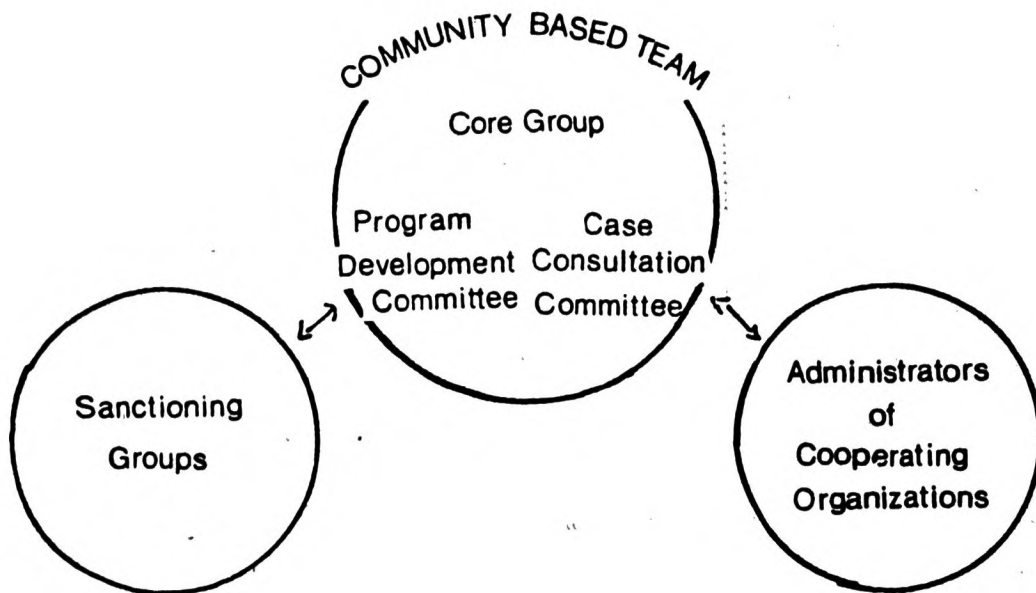 COMMUNITY BASED TEAM
Core Group
Program
Development
Committee
Case
Consultation
Committee
Sanctioning
Groups
Administrators
of
Cooperating
Organizations